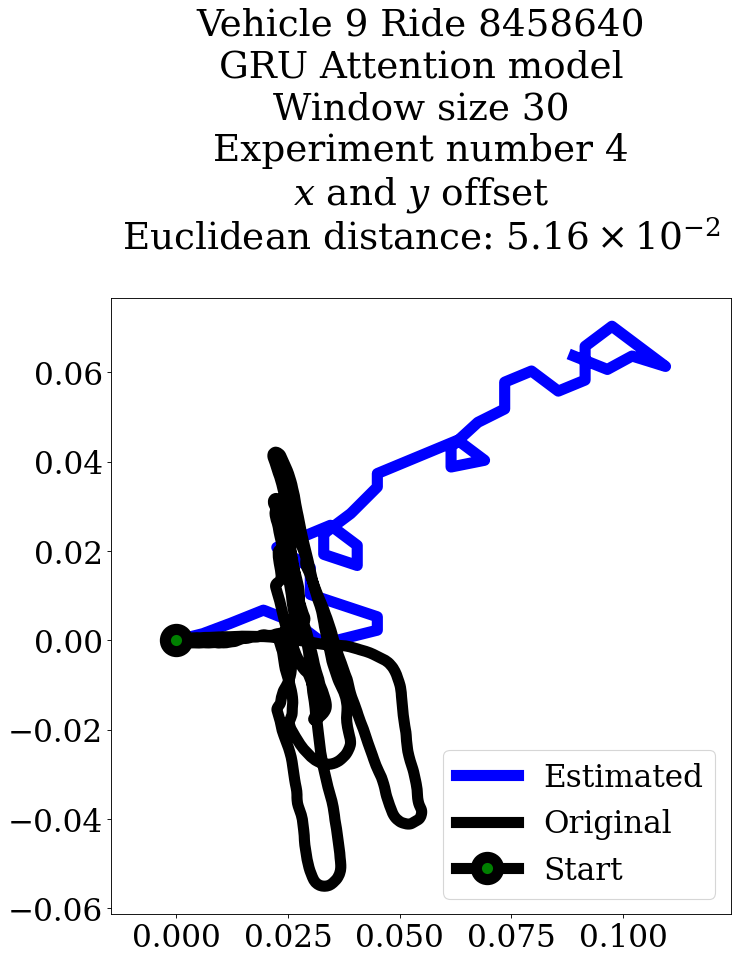 Vehicle 9 Ride 8458640
GRU Attention model
Window size 30
Experiment number 4
x and y offset
Euclidean distance: 5.16 × 10⁻²
0.06
0.04
0.02
0.00
−0.02
−0.04
−0.06
Estimated
Original
Start
0.000 0.025 0.050 0.075 0.100